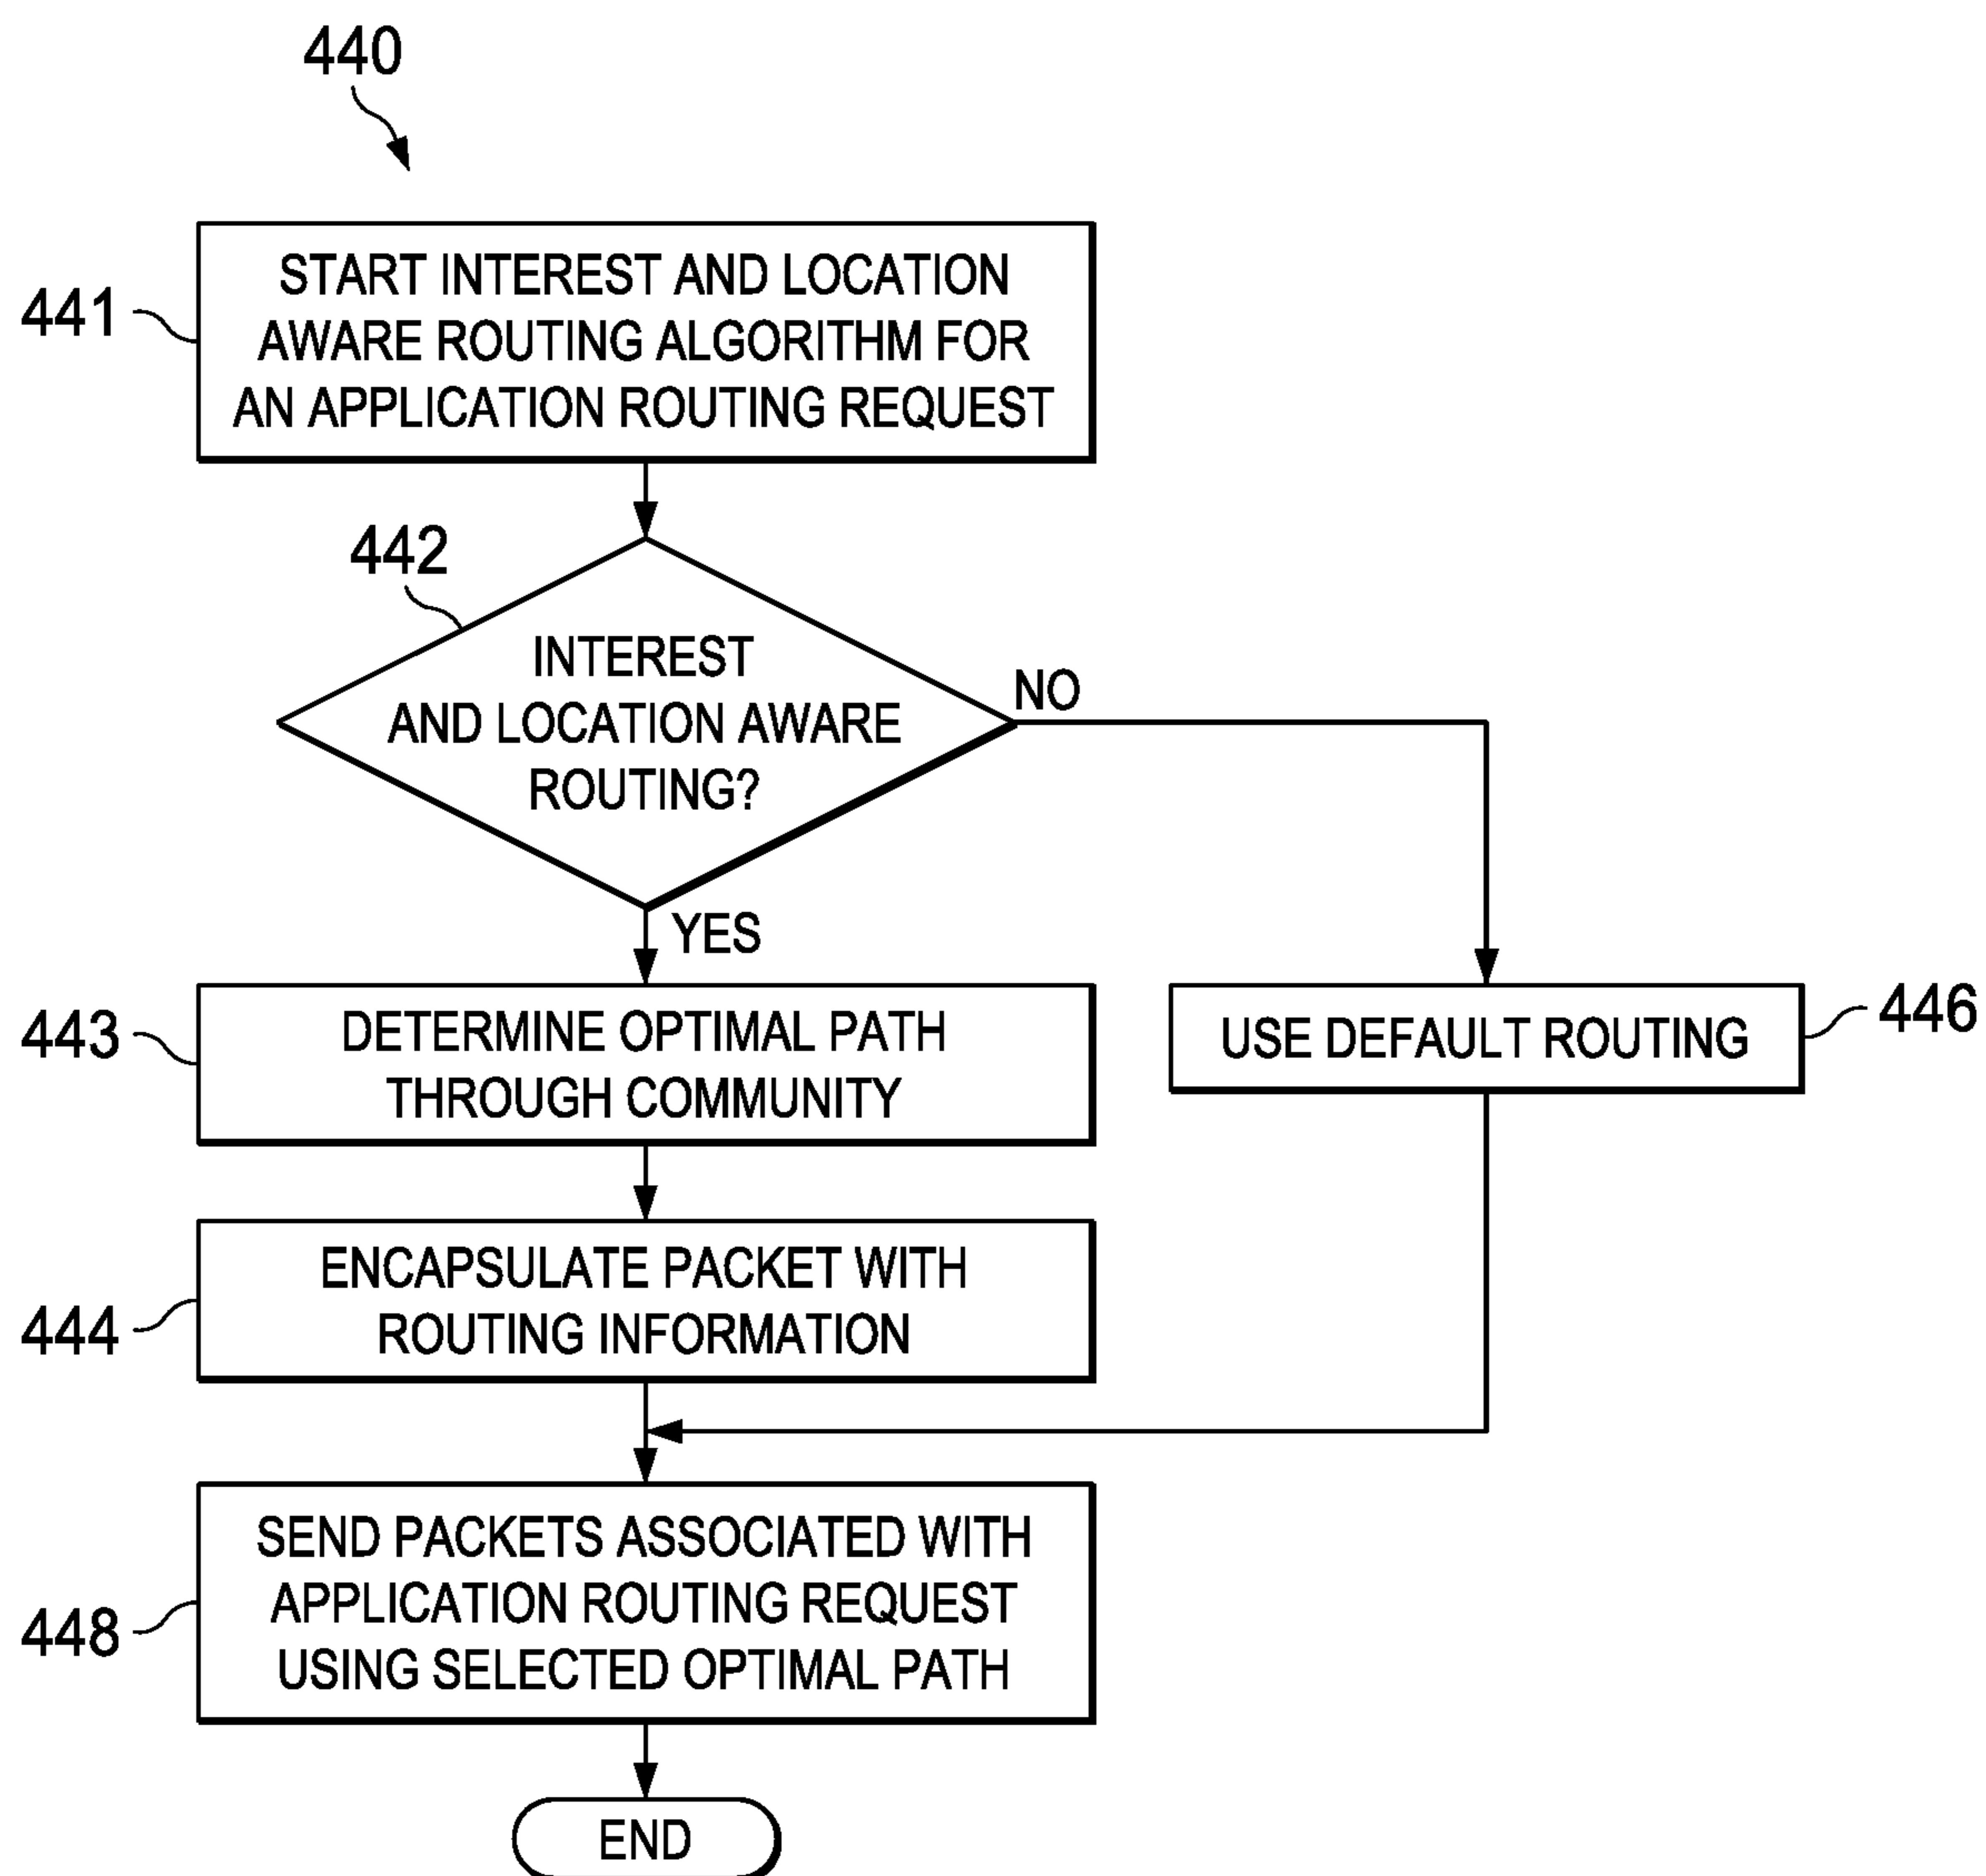 440
441
START INTEREST AND LOCATION
AWARE ROUTING ALGORITHM FOR
AN APPLICATION ROUTING REQUEST
442
INTEREST
AND LOCATION AWARE
ROUTING?
NO
YES
443
DETERMINE OPTIMAL PATH
THROUGH COMMUNITY
USE DEFAULT ROUTING
446
444
ENCAPSULATE PACKET WITH
ROUTING INFORMATION
448
SEND PACKETS ASSOCIATED WITH
APPLICATION ROUTING REQUEST
USING SELECTED OPTIMAL PATH
END